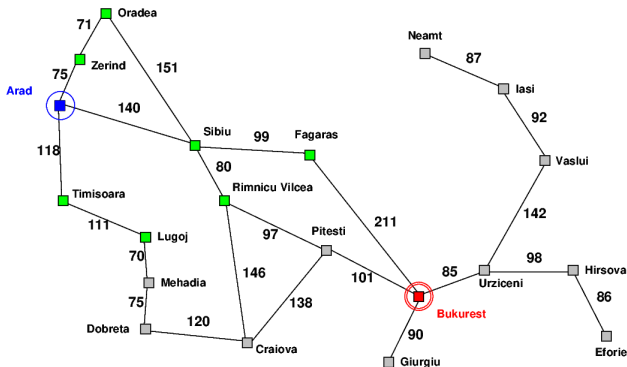 Oradea
71
Neamt
87
Zerind
75
151
Iasi
Arad
140
92
Sibiu
99
Fagaras
118
80
Vaslui
Timisoara
Rimnicu Vilcea
111
211
142
97
Pitesti
Lugoj
70
98
Mehadia
146
101
85
Hirsova
Urziceni
75
138
86
Bukurest
120
90
Dobreta
Craiova
Eforie
Giurgiu